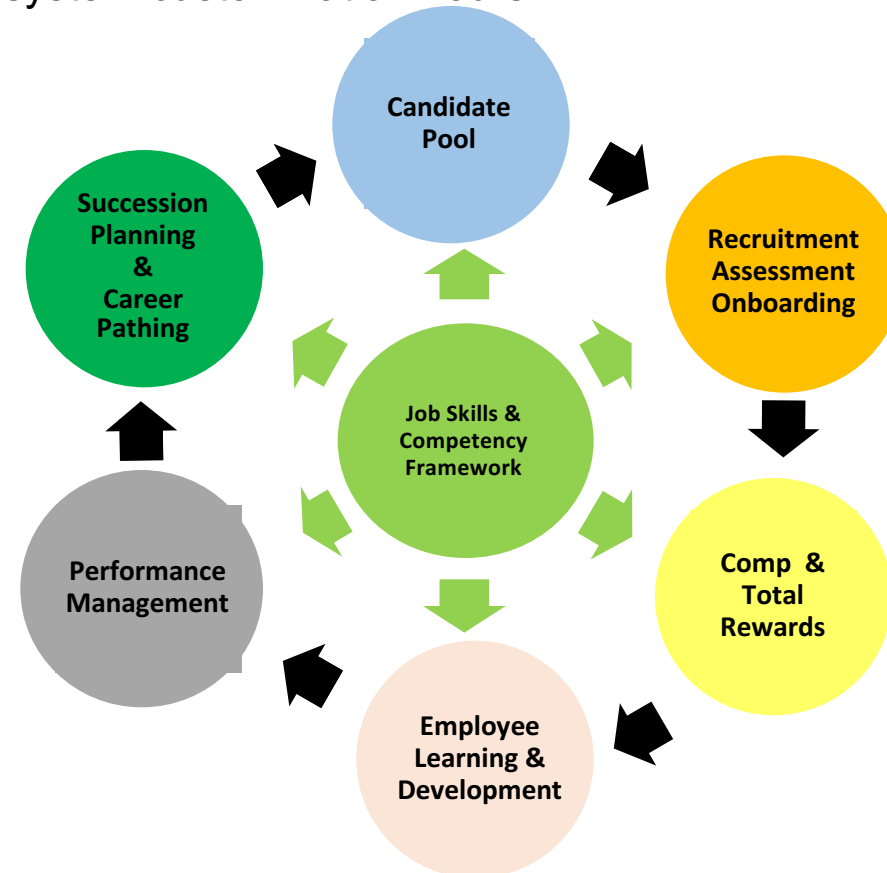 Candidate
Pool
Succession
Planning
&
Career
Pathing
Recruitment
Assessment
Onboarding
Job Skills &
Competency
Framework
Performance
Management
Comp & 
Total
Rewards
Employee
Learning &
Development